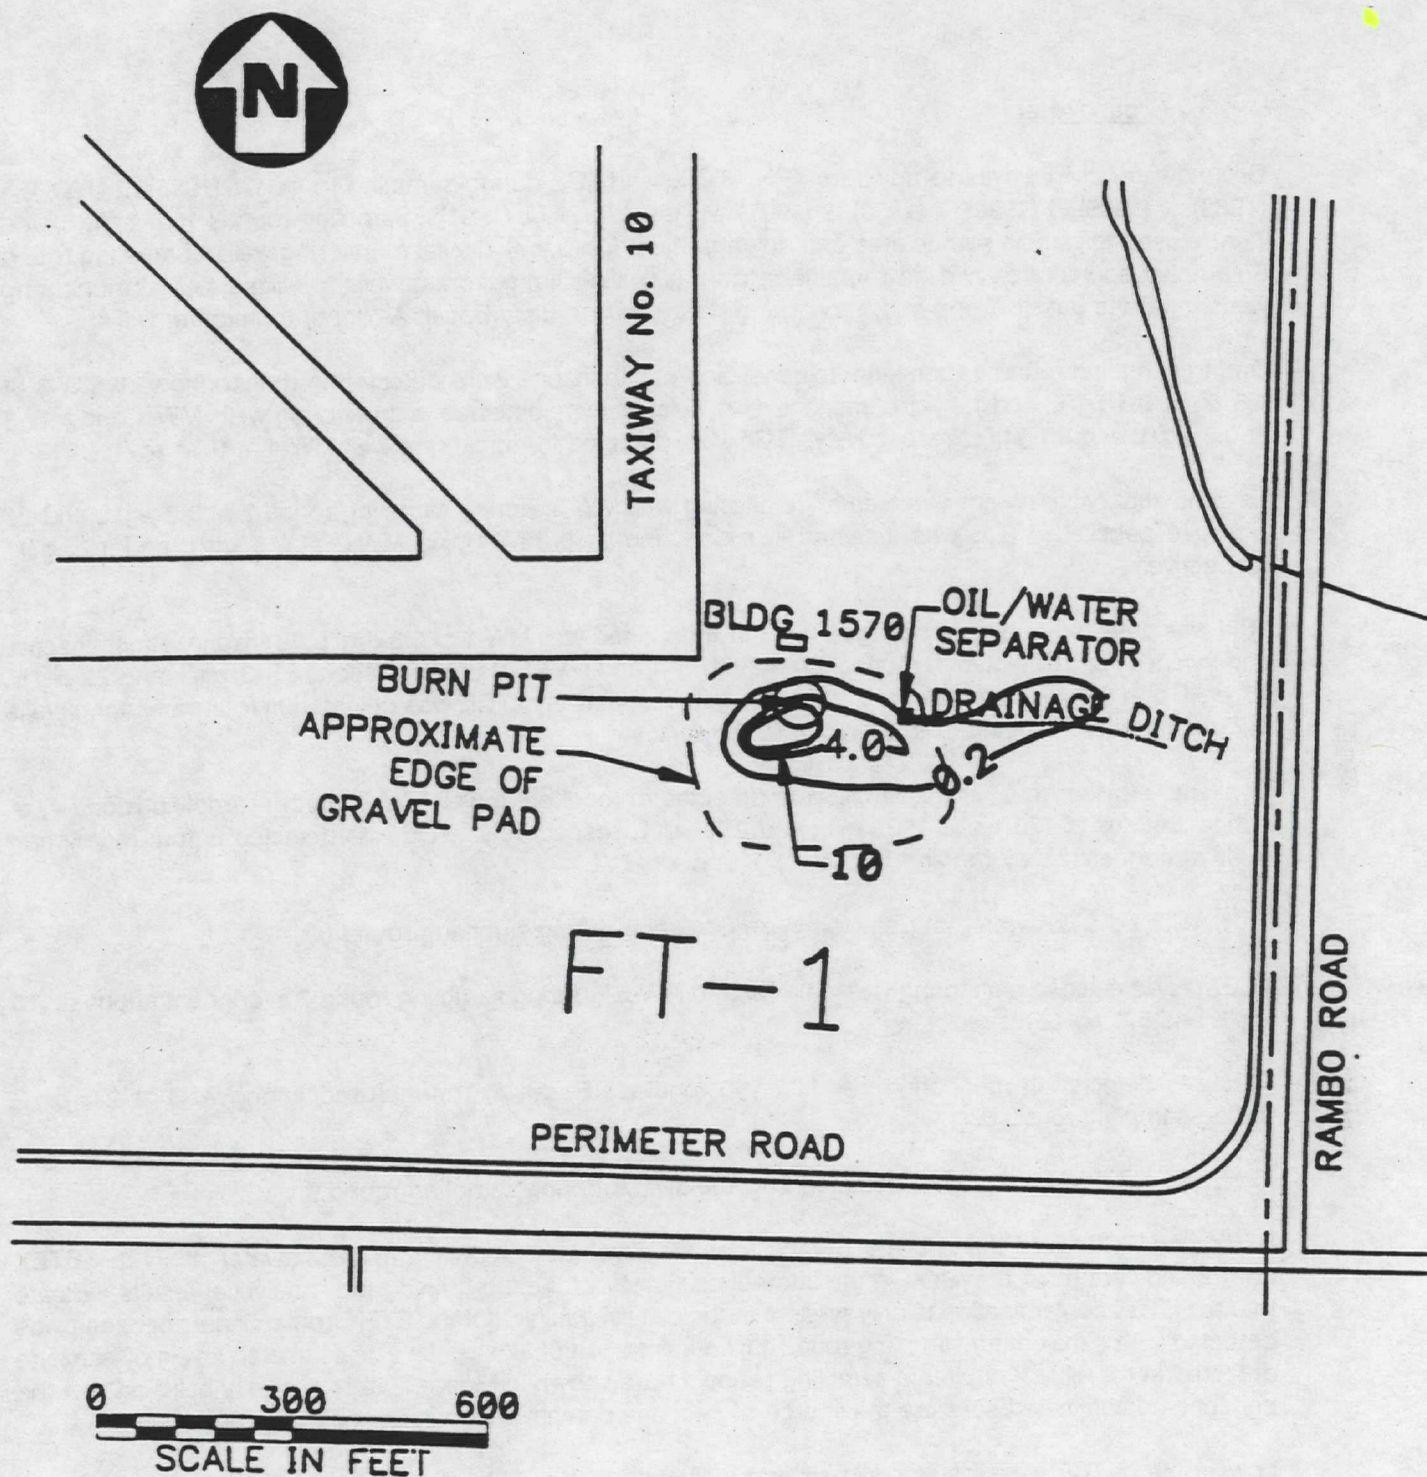 N
TAXIWAY No. 10
BLDG 1570
OIL/WATER
SEPARATOR
BURN PIT
DRAINAGE DITCH
APPROXIMATE
EDGE OF
GRAVEL PAD
4.0
0.2
10
FT-1
RAMBO ROAD
PERIMETER ROAD
0 300 600
SCALE IN FEET